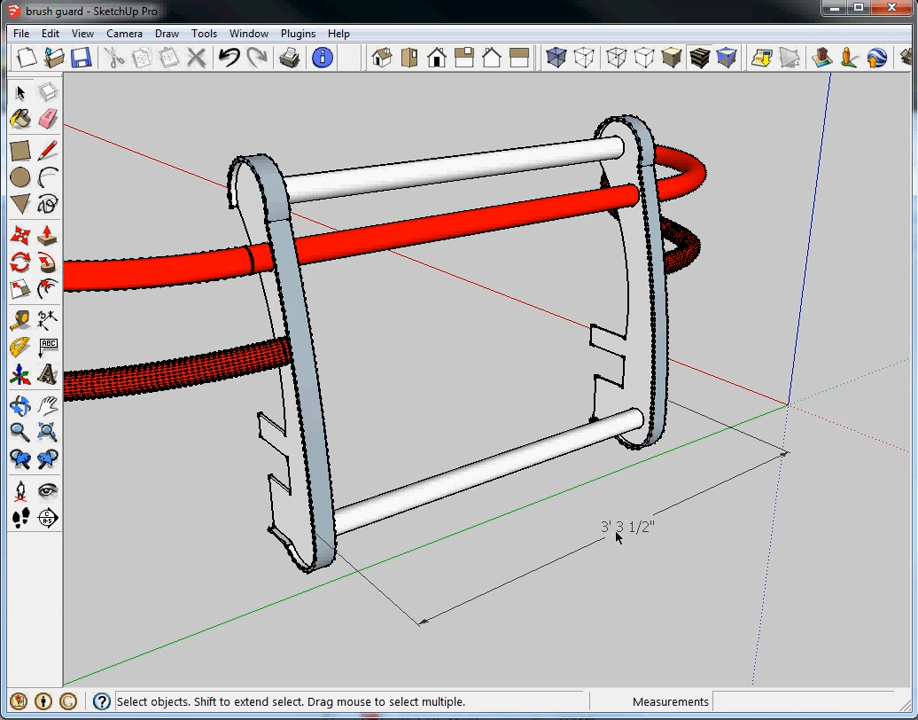 brush guard - SketchUp Pro
File Edit View Camera Draw Tools Window Plugins Help
ABC
3' 3 1/2"
Select objects. Shift to extend select. Drag mouse to select multiple.
Measurements